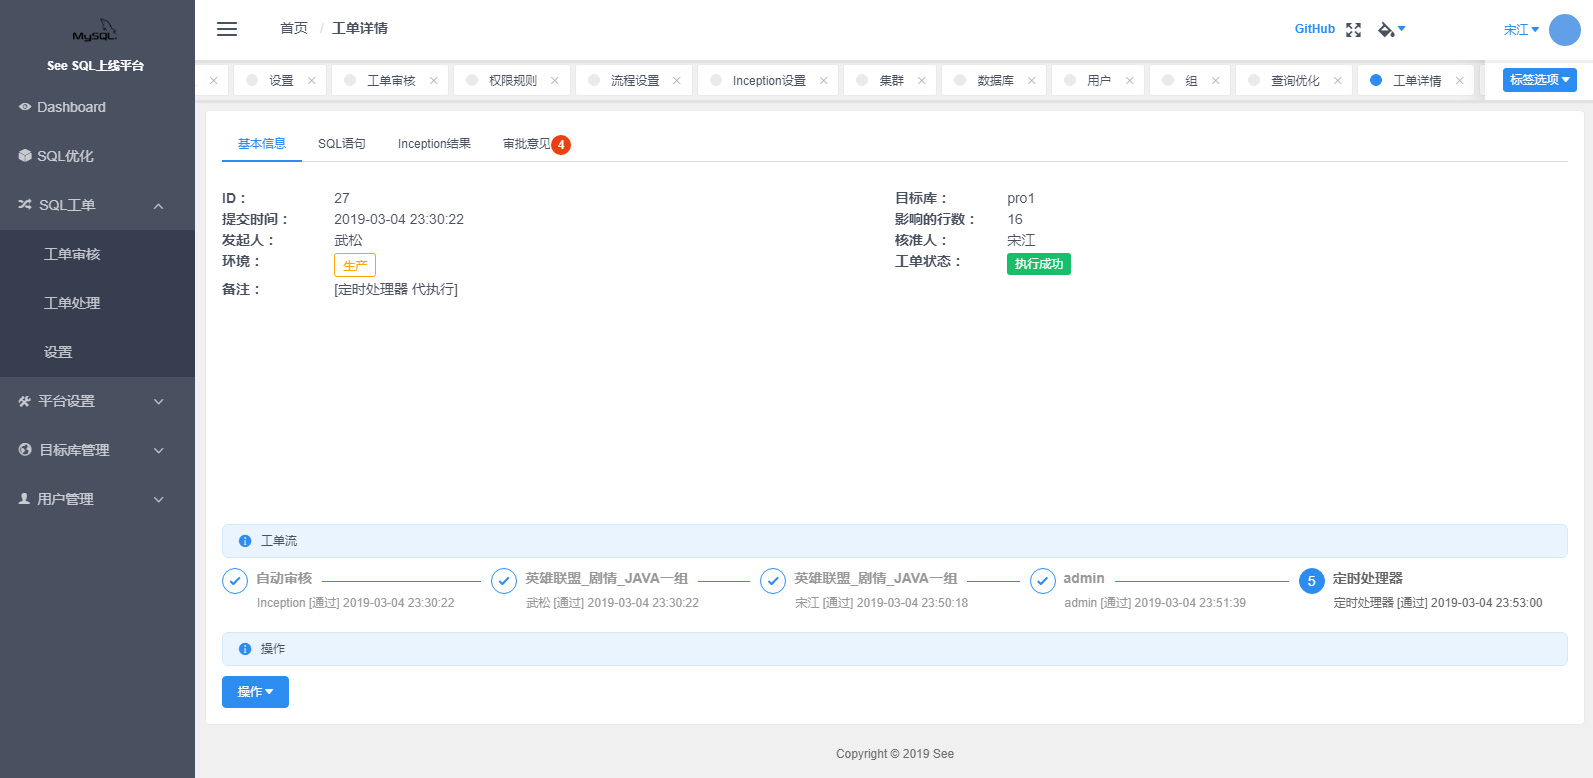 MySQL
See SQL上线平台
Dashboard
SQL优化
SQL工单
工单审核
工单处理
设置
平台设置
目标库管理
用户管理
首页 / 工单详情
GitHub
宋江
设置
工单审核
权限规则
流程设置
Inception设置
集群
数据库
用户
组
查询优化
工单详情
标签选项
基本信息
SQL语句
Inception结果
审批意见 4
ID： 27
提交时间： 2019-03-04 23:30:22
发起人： 武松
环境： 生产
备注： [定时处理器 代执行]
目标库： pro1
影响的行数： 16
核准人： 宋江
工单状态： 执行成功
工单流
自动审核
Inception [通过] 2019-03-04 23:30:22
英雄联盟_剧情_JAVA一组
武松 [通过] 2019-03-04 23:30:22
英雄联盟_剧情_JAVA一组
宋江 [通过] 2019-03-04 23:50:18
admin
admin [通过] 2019-03-04 23:51:39
5 定时处理器
定时处理器 [通过] 2019-03-04 23:53:00
操作
操作
Copyright © 2019 See